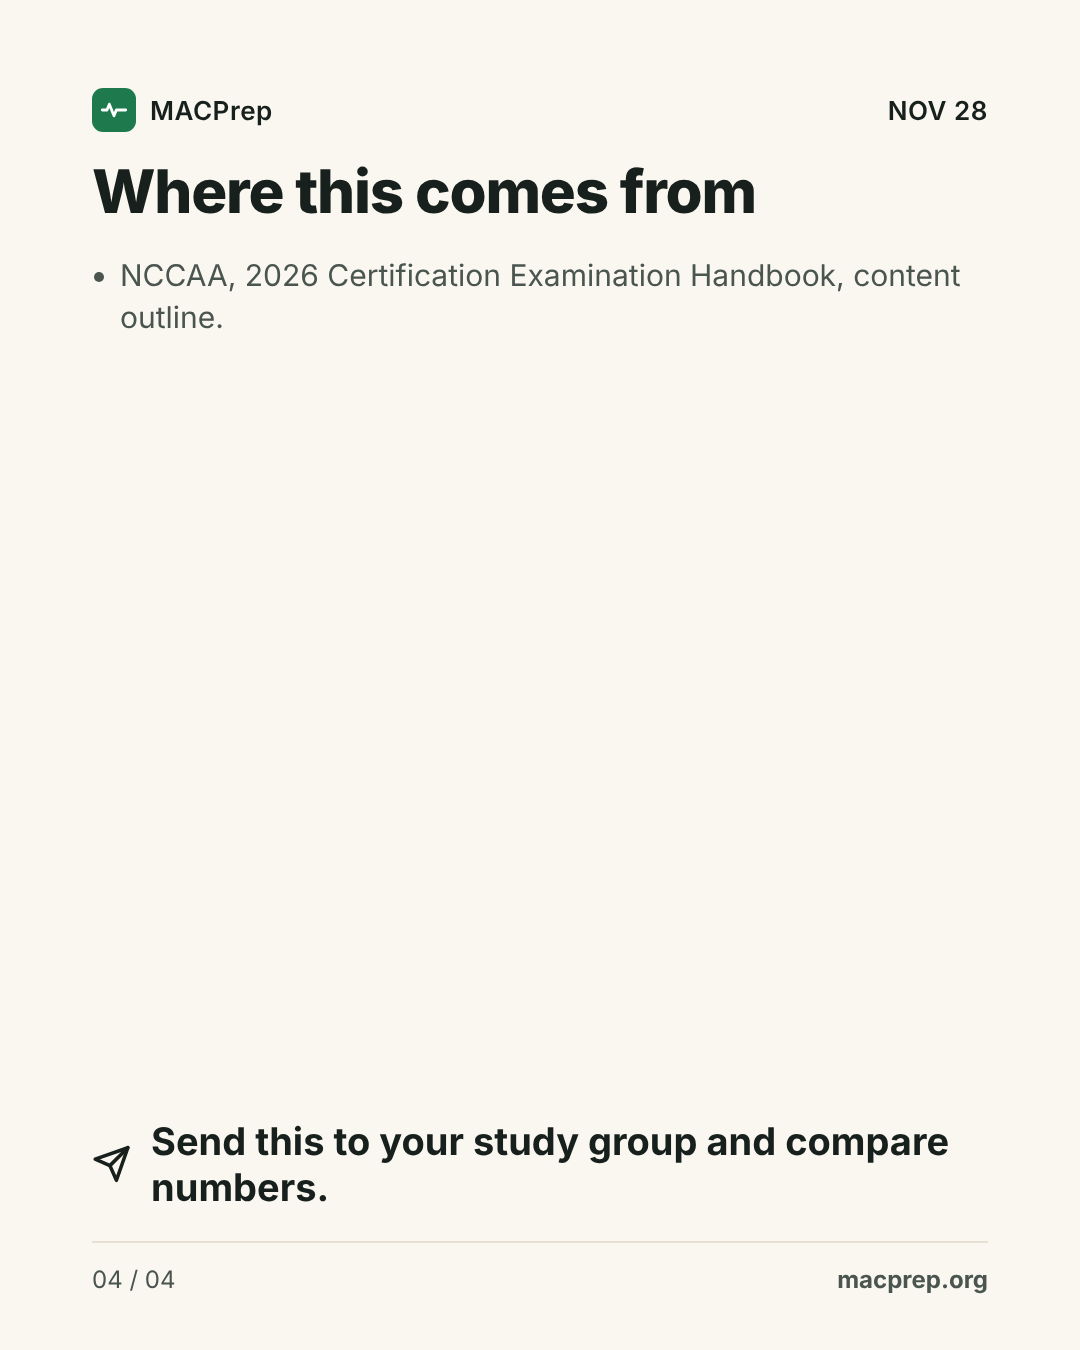 MACPrep
NOV 28
Where this comes from
• NCCAA, 2026 Certification Examination Handbook, content
outline.
Send this to your study group and compare
numbers.
04 / 04
macprep.org